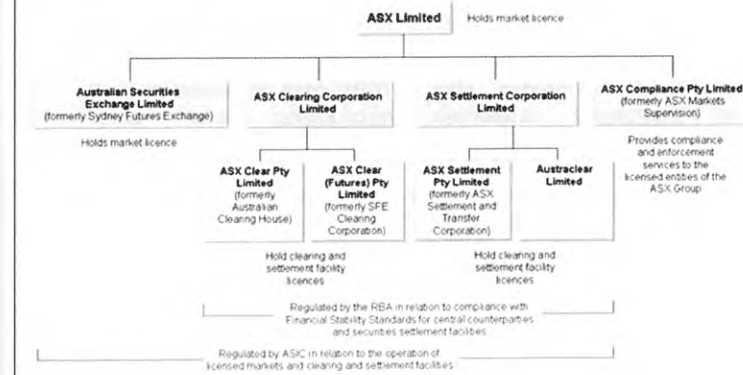 ASX Limited
Holds market licence
Australian Securities
Exchange Limited
(formerly Sydney Futures Exchange)
Holds market licence
ASX Clearing Corporation
Limited
ASX Settlement Corporation
Limited
ASX Compliance Pty Limited
(formerly ASX Markets
Supervision)
Provides compliance
and enforcement
services to the
licensed entities of the
ASX Group
ASX Clear Pty
Limited
(formerly
Australian
Clearing House)
ASX Clear
(Futures) Pty
Limited
(formerly SFE
Clearing
Corporation)
ASX Settlement
Pty Limited
(formerly ASX
Settlement and
Transfer
Corporation)
Austraclear
Limited
Hold clearing and
settlement facility
licences
Hold clearing and
settlement facility
licences
Regulated by the RBA in relation to compliance with
Financial Stability Standards for central counterparties
and securities settlement facilities
Regulated by ASIC in relation to the operation of
licensed markets and clearing and settlement facilities